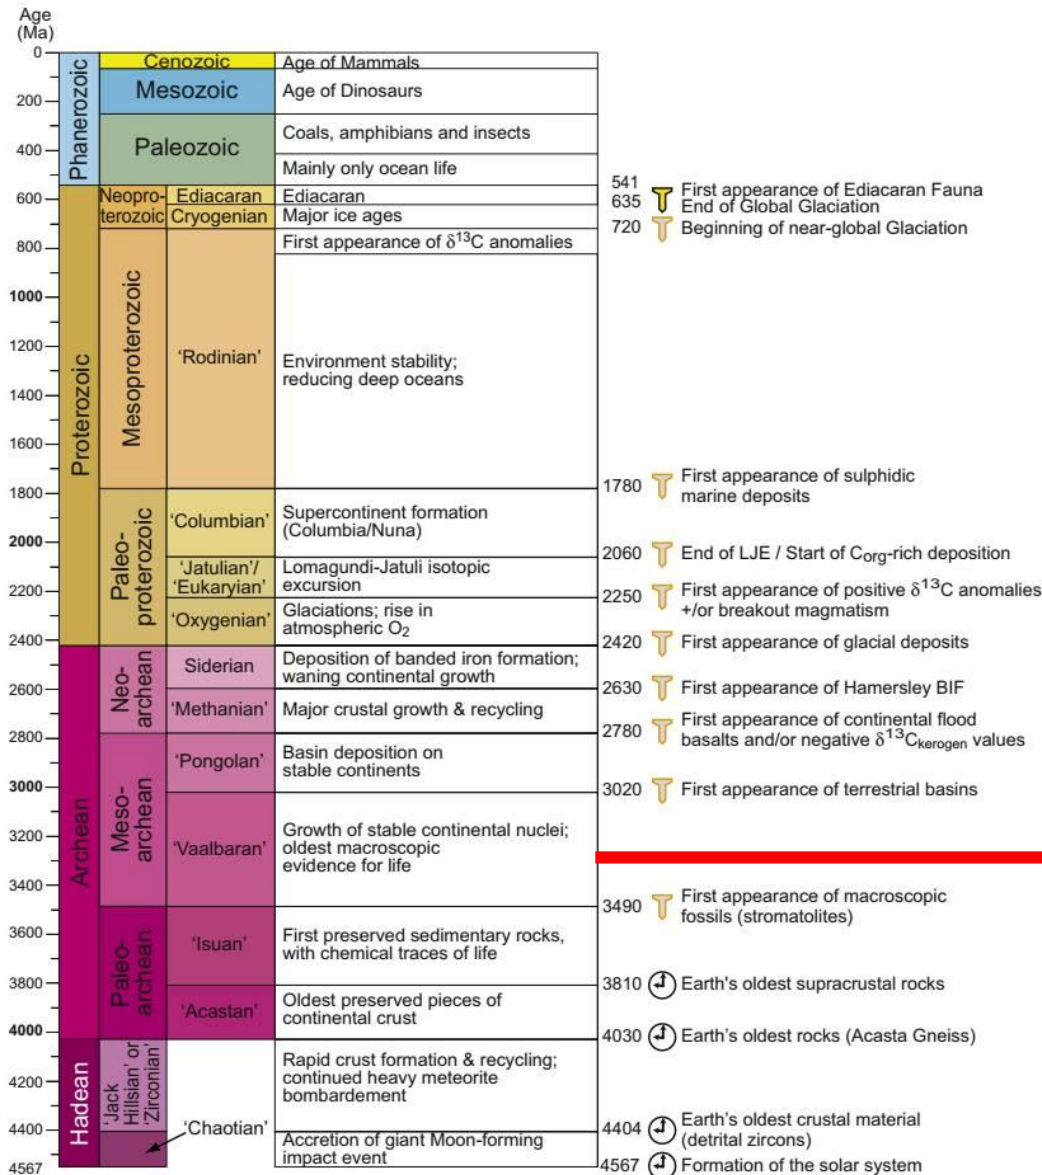 Age
(Ma)
0
200
400
600
800
1000
1200
1400
1600
1800
2000
2200
2400
2600
2800
3000
3200
3400
3600
3800
4000
4200
4400
4567
Phanerozoic
Proterozoic
Archean
Hadean
Cenozoic
Mesozoic
Paleozoic
Neopro-
terozoic
Mesoproterozoic
Paleo-
proterozoic
Neo-
archean
Meso-
archean
Paleo-
archean
'Jack
Hillsian' or
'Zirconian'
Ediacaran
Cryogenian
'Rodinian'
'Columbian'
'Jatulian'/
'Eukaryian'
'Oxygenian'
Siderian
'Methanian'
'Pongolan'
'Vaalbaran'
'Isuan'
'Acastan'
'Chaotian'
Age of Mammals
Age of Dinosaurs
Coals, amphibians and insects
Mainly only ocean life
Ediacaran
Major ice ages
First appearance of δ13C anomalies
Environment stability;
reducing deep oceans
Supercontinent formation
(Columbia/Nuna)
Lomagundi-Jatuli isotopic
excursion
Glaciations; rise in
atmospheric O2
Deposition of banded iron formation;
waning continental growth
Major crustal growth & recycling
Basin deposition on
stable continents
Growth of stable continental nuclei;
oldest macroscopic
evidence for life
First preserved sedimentary rocks,
with chemical traces of life
Oldest preserved pieces of
continental crust
Rapid crust formation & recycling;
continued heavy meteorite
bombardement
Accretion of giant Moon-forming
impact event
541
First appearance of Ediacaran Fauna
635
End of Global Glaciation
720 Beginning of near-global Glaciation
1780 First appearance of sulphidic
marine deposits
2060 End of LJE / Start of Corg-rich deposition
2250 First appearance of positive δ13C anomalies
+/or breakout magmatism
2420 First appearance of glacial deposits
2630 First appearance of Hamersley BIF
2780 First appearance of continental flood
basalts and/or negative δ13Ckerogen values
3020 First appearance of terrestrial basins
3490 First appearance of macroscopic
fossils (stromatolites)
3810 Earth's oldest supracrustal rocks
4030 Earth's oldest rocks (Acasta Gneiss)
4404 Earth's oldest crustal material
(detrital zircons)
4567 Formation of the solar system